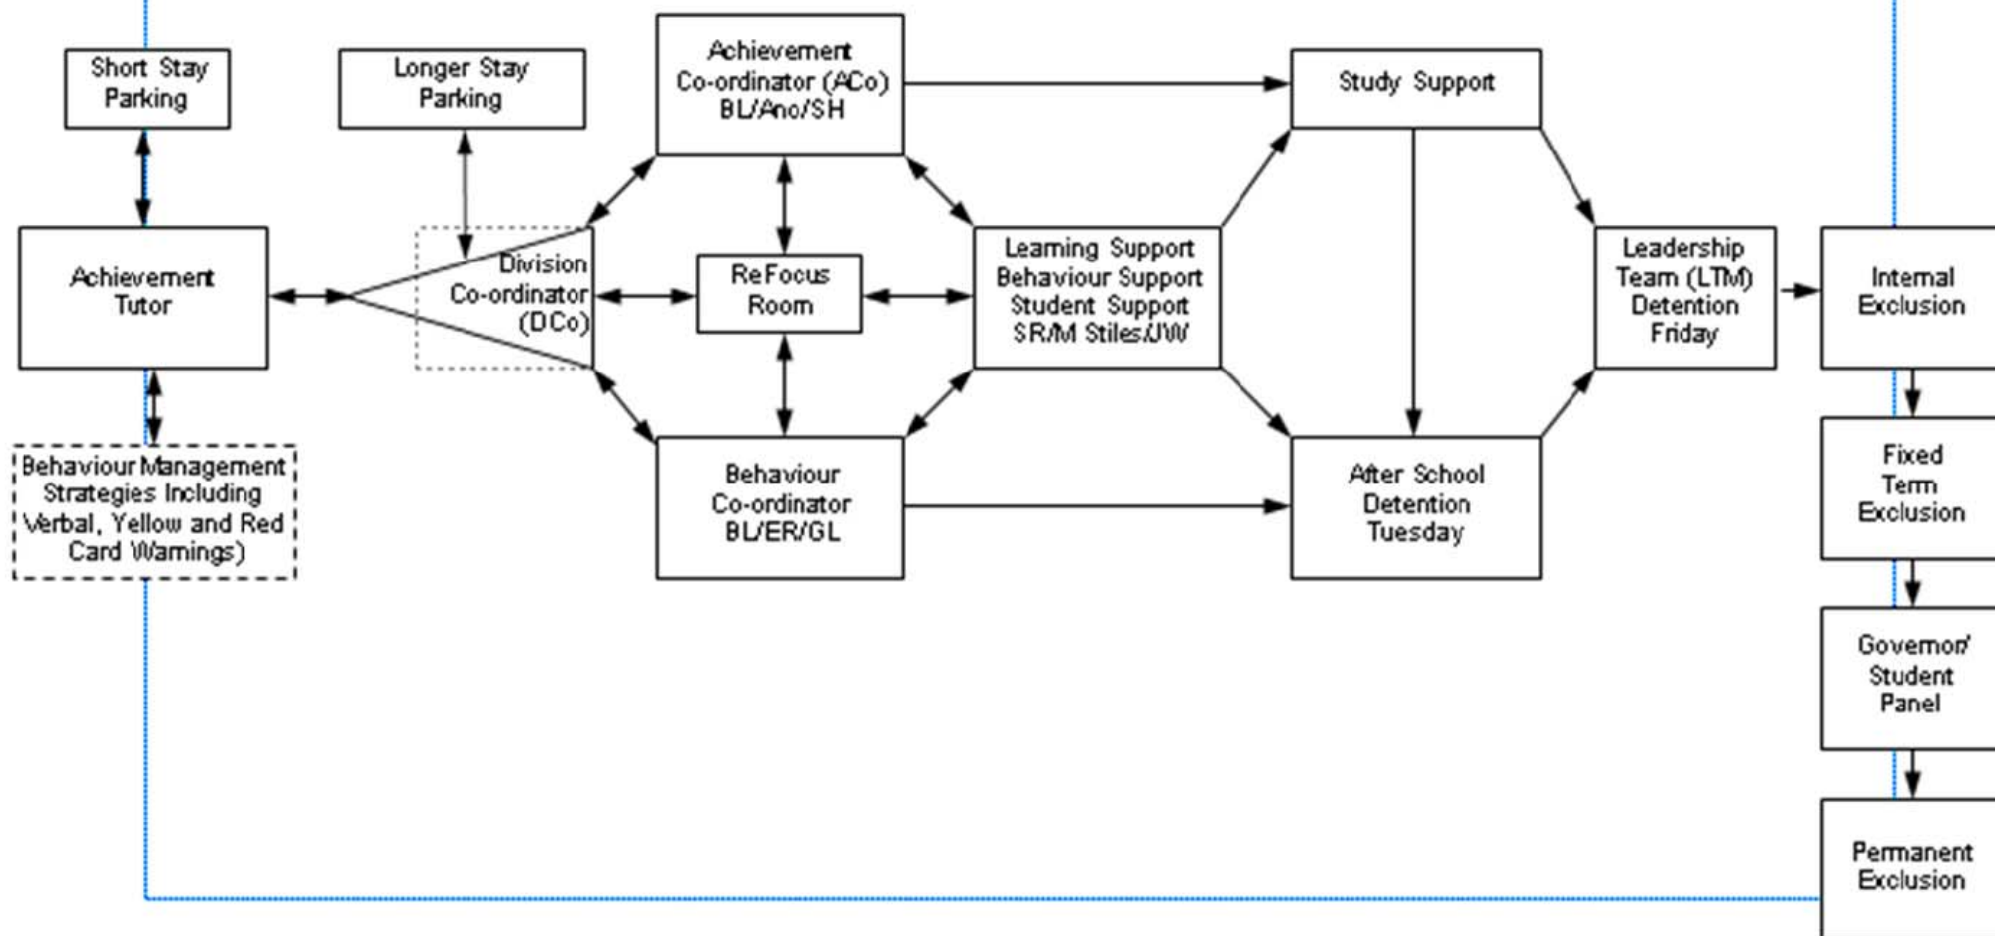 Short Stay
Parking
Longer Stay
Parking
Achievement
Co-ordinator (ACo)
BL/Ano/SH
Study Support
Achievement
Tutor
Division
Co-ordinator
(DCo)
ReFocus
Room
Learning Support
Behaviour Support
Student Support
SR/M Stiles/JW
Leadership
Team (LTM)
Detention
Friday
Internal
Exclusion
Behaviour Management
Strategies Including
Verbal, Yellow and Red
Card Warnings)
Behaviour
Co-ordinator
BL/ER/GL
After School
Detention
Tuesday
Fixed
Term
Exclusion
Governor/
Student
Panel
Permanent
Exclusion